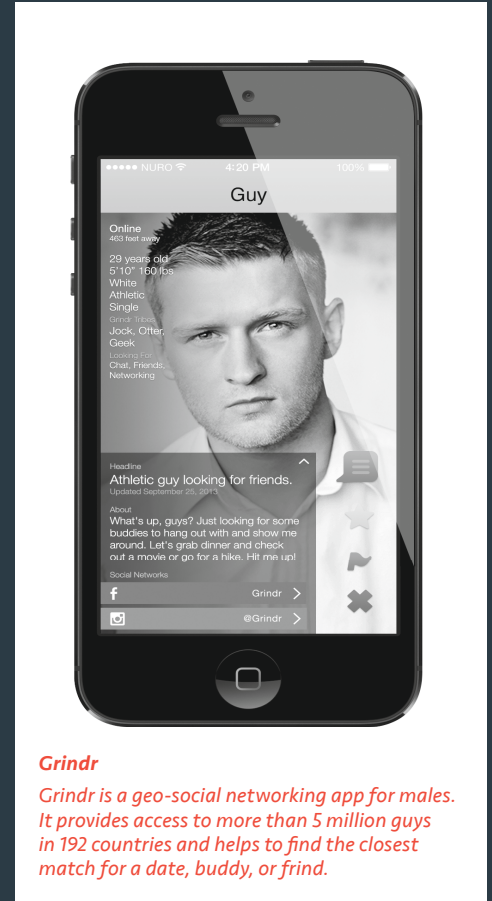 NURO 4:20 PM 100%
Guy
Online
463 feet away
29 years old
5'10" 160 lbs
White
Athletic
Single
Grindr Tribes
Jock, Otter,
Geek
Looking For
Chat, Friends,
Networking
Headline
Athletic guy looking for friends.
Updated September 25, 2013
About
What's up, guys? Just looking for some
buddies to hang out with and show me
around. Let's grab dinner and check
out a movie or go for a hike. Hit me up!
Social Networks
f Grindr
@Grindr
Grindr
Grindr is a geo-social networking app for males.
It provides access to more than 5 million guys
in 192 countries and helps to find the closest
match for a date, buddy, or frind.